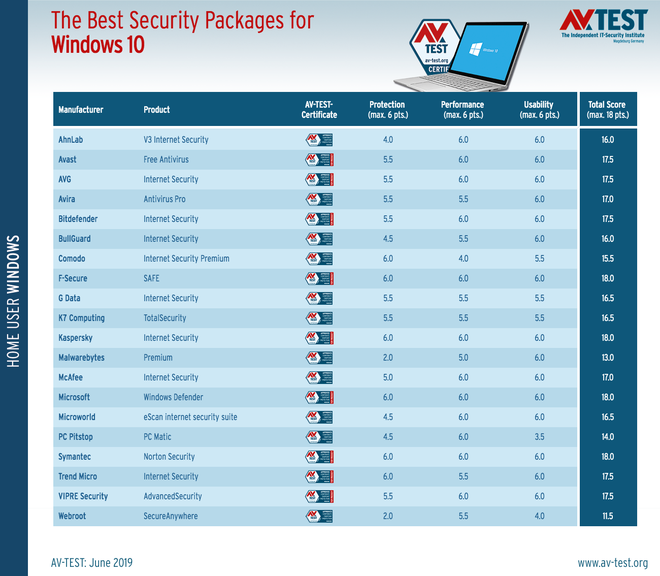 The Best Security Packages for
Windows 10
AV TEST
av-test.org
CERTIF
Windows 10
AV TEST
The Independent IT-Security Institute
Magdeburg Germany
HOME USER WINDOWS
Manufacturer Product AV-TEST-Certificate Protection (max. 6 pts.) Performance (max. 6 pts.) Usability (max. 6 pts.) Total Score (max. 18 pts.)
AhnLab V3 Internet Security 4.0 6.0 6.0 16.0
Avast Free Antivirus 5.5 6.0 6.0 17.5
AVG Internet Security 5.5 6.0 6.0 17.5
Avira Antivirus Pro 5.5 5.5 6.0 17.0
Bitdefender Internet Security 5.5 6.0 6.0 17.5
BullGuard Internet Security 4.5 5.5 6.0 16.0
Comodo Internet Security Premium 6.0 4.0 5.5 15.5
F-Secure SAFE 6.0 6.0 6.0 18.0
G Data Internet Security 5.5 5.5 5.5 16.5
K7 Computing TotalSecurity 5.5 5.5 5.5 16.5
Kaspersky Internet Security 6.0 6.0 6.0 18.0
Malwarebytes Premium 2.0 5.0 6.0 13.0
McAfee Internet Security 5.0 6.0 6.0 17.0
Microsoft Windows Defender 6.0 6.0 6.0 18.0
Microworld eScan internet security suite 4.5 6.0 6.0 16.5
PC Pitstop PC Matic 4.5 6.0 3.5 14.0
Symantec Norton Security 6.0 6.0 6.0 18.0
Trend Micro Internet Security 6.0 5.5 6.0 17.5
VIPRE Security AdvancedSecurity 5.5 6.0 6.0 17.5
Webroot SecureAnywhere 2.0 5.5 4.0 11.5
AV-TEST: June 2019
www.av-test.org